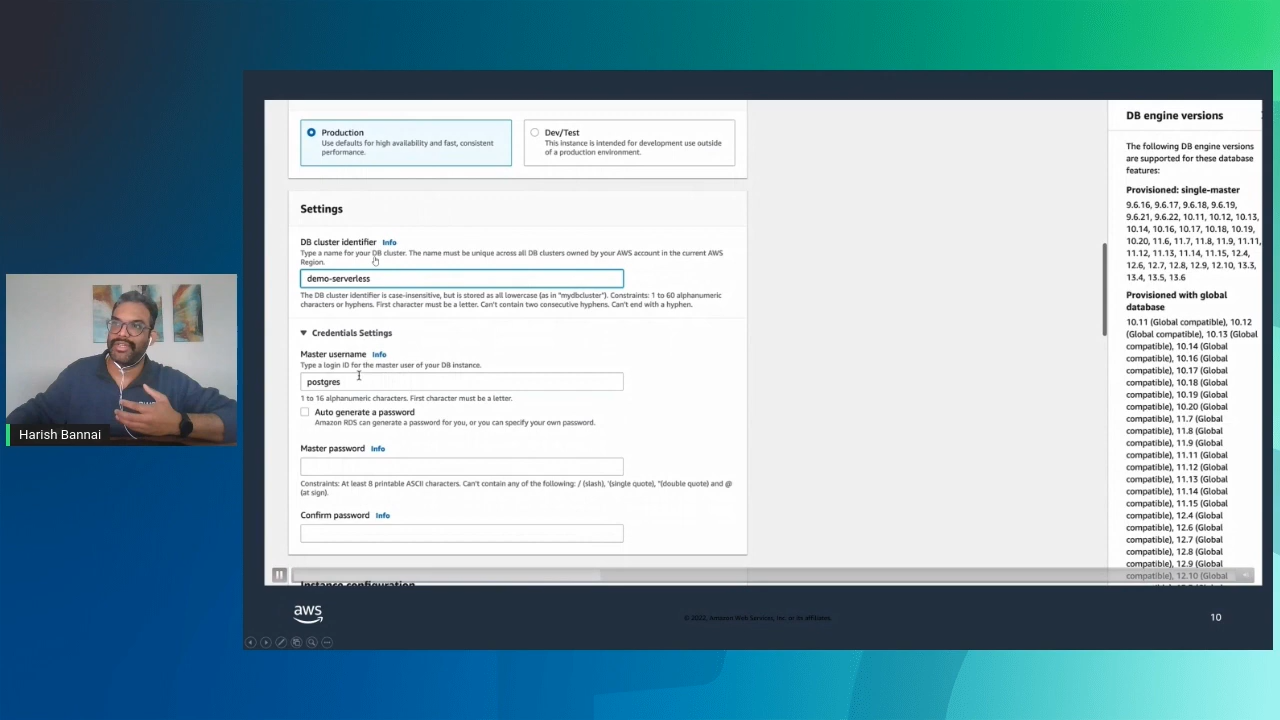 Production
Use defaults for high availability and fast, consistent
performance.
Dev/Test
This instance is intended for development use outside
of a production environment.
Settings
DB cluster identifier Info
Type a name for your DB cluster. The name must be unique across all DB clusters owned by your AWS account in the current AWS
Region.
demo-serverless
The DB cluster identifier is case-insensitive, but is stored as all lowercase (as in "mydbcluster"). Constraints: 1 to 60 alphanumeric
characters or hyphens. First character must be a letter. Can't contain two consecutive hyphens. Can't end with a hyphen.
Credentials Settings
Master username Info
Type a login ID for the master user of your DB instance.
postgres
1 to 16 alphanumeric characters. First character must be a letter.
Auto generate a password
Amazon RDS can generate a password for you, or you can specify your own password.
Master password Info
Constraints: At least 8 printable ASCII characters. Can't contain any of the following: / (slash), '(single quote), "(double quote) and @
(at sign).
Confirm password Info
Instance configuration
DB engine versions
The following DB engine versions
are supported for these database
features:
Provisioned: single-master
9.6.16, 9.6.17, 9.6.18, 9.6.19,
9.6.21, 9.6.22, 10.11, 10.12, 10.13,
10.14, 10.16, 10.17, 10.18, 10.19,
10.20, 11.6, 11.7, 11.8, 11.9, 11.11,
11.12, 11.13, 11.14, 11.15, 12.4,
12.6, 12.7, 12.8, 12.9, 12.10, 13.3,
13.4, 13.5, 13.6
Provisioned with global
database
10.11 (Global compatible), 10.12
(Global compatible), 10.13 (Global
compatible), 10.14 (Global
compatible), 10.16 (Global
compatible), 10.17 (Global
compatible), 10.18 (Global
compatible), 10.19 (Global
compatible), 10.20 (Global
compatible), 11.7 (Global
compatible), 11.8 (Global
compatible), 11.9 (Global
compatible), 11.11 (Global
compatible), 11.12 (Global
compatible), 11.13 (Global
compatible), 11.14 (Global
compatible), 11.15 (Global
compatible), 12.4 (Global
compatible), 12.6 (Global
compatible), 12.7 (Global
compatible), 12.8 (Global
compatible), 12.9 (Global
compatible), 12.10 (Global
Harish Bannai
aws
© 2022, Amazon Web Services, Inc. or its affiliates.
10